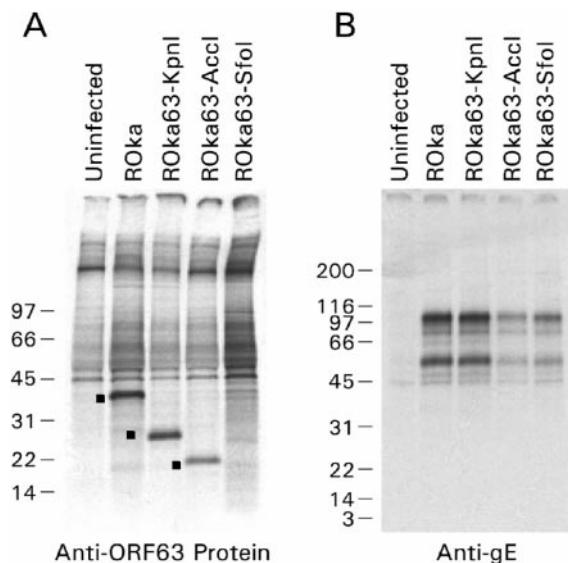 A
Uninfected
ROka
ROka63-KpnI
ROka63-AccI
ROka63-SfoI
97
66
45
31
22
14
Anti-ORF63 Protein
B
Uninfected
ROka
ROka63-KpnI
ROka63-AccI
ROka63-SfoI
200
116
97
66
45
31
22
14
3
Anti-gE